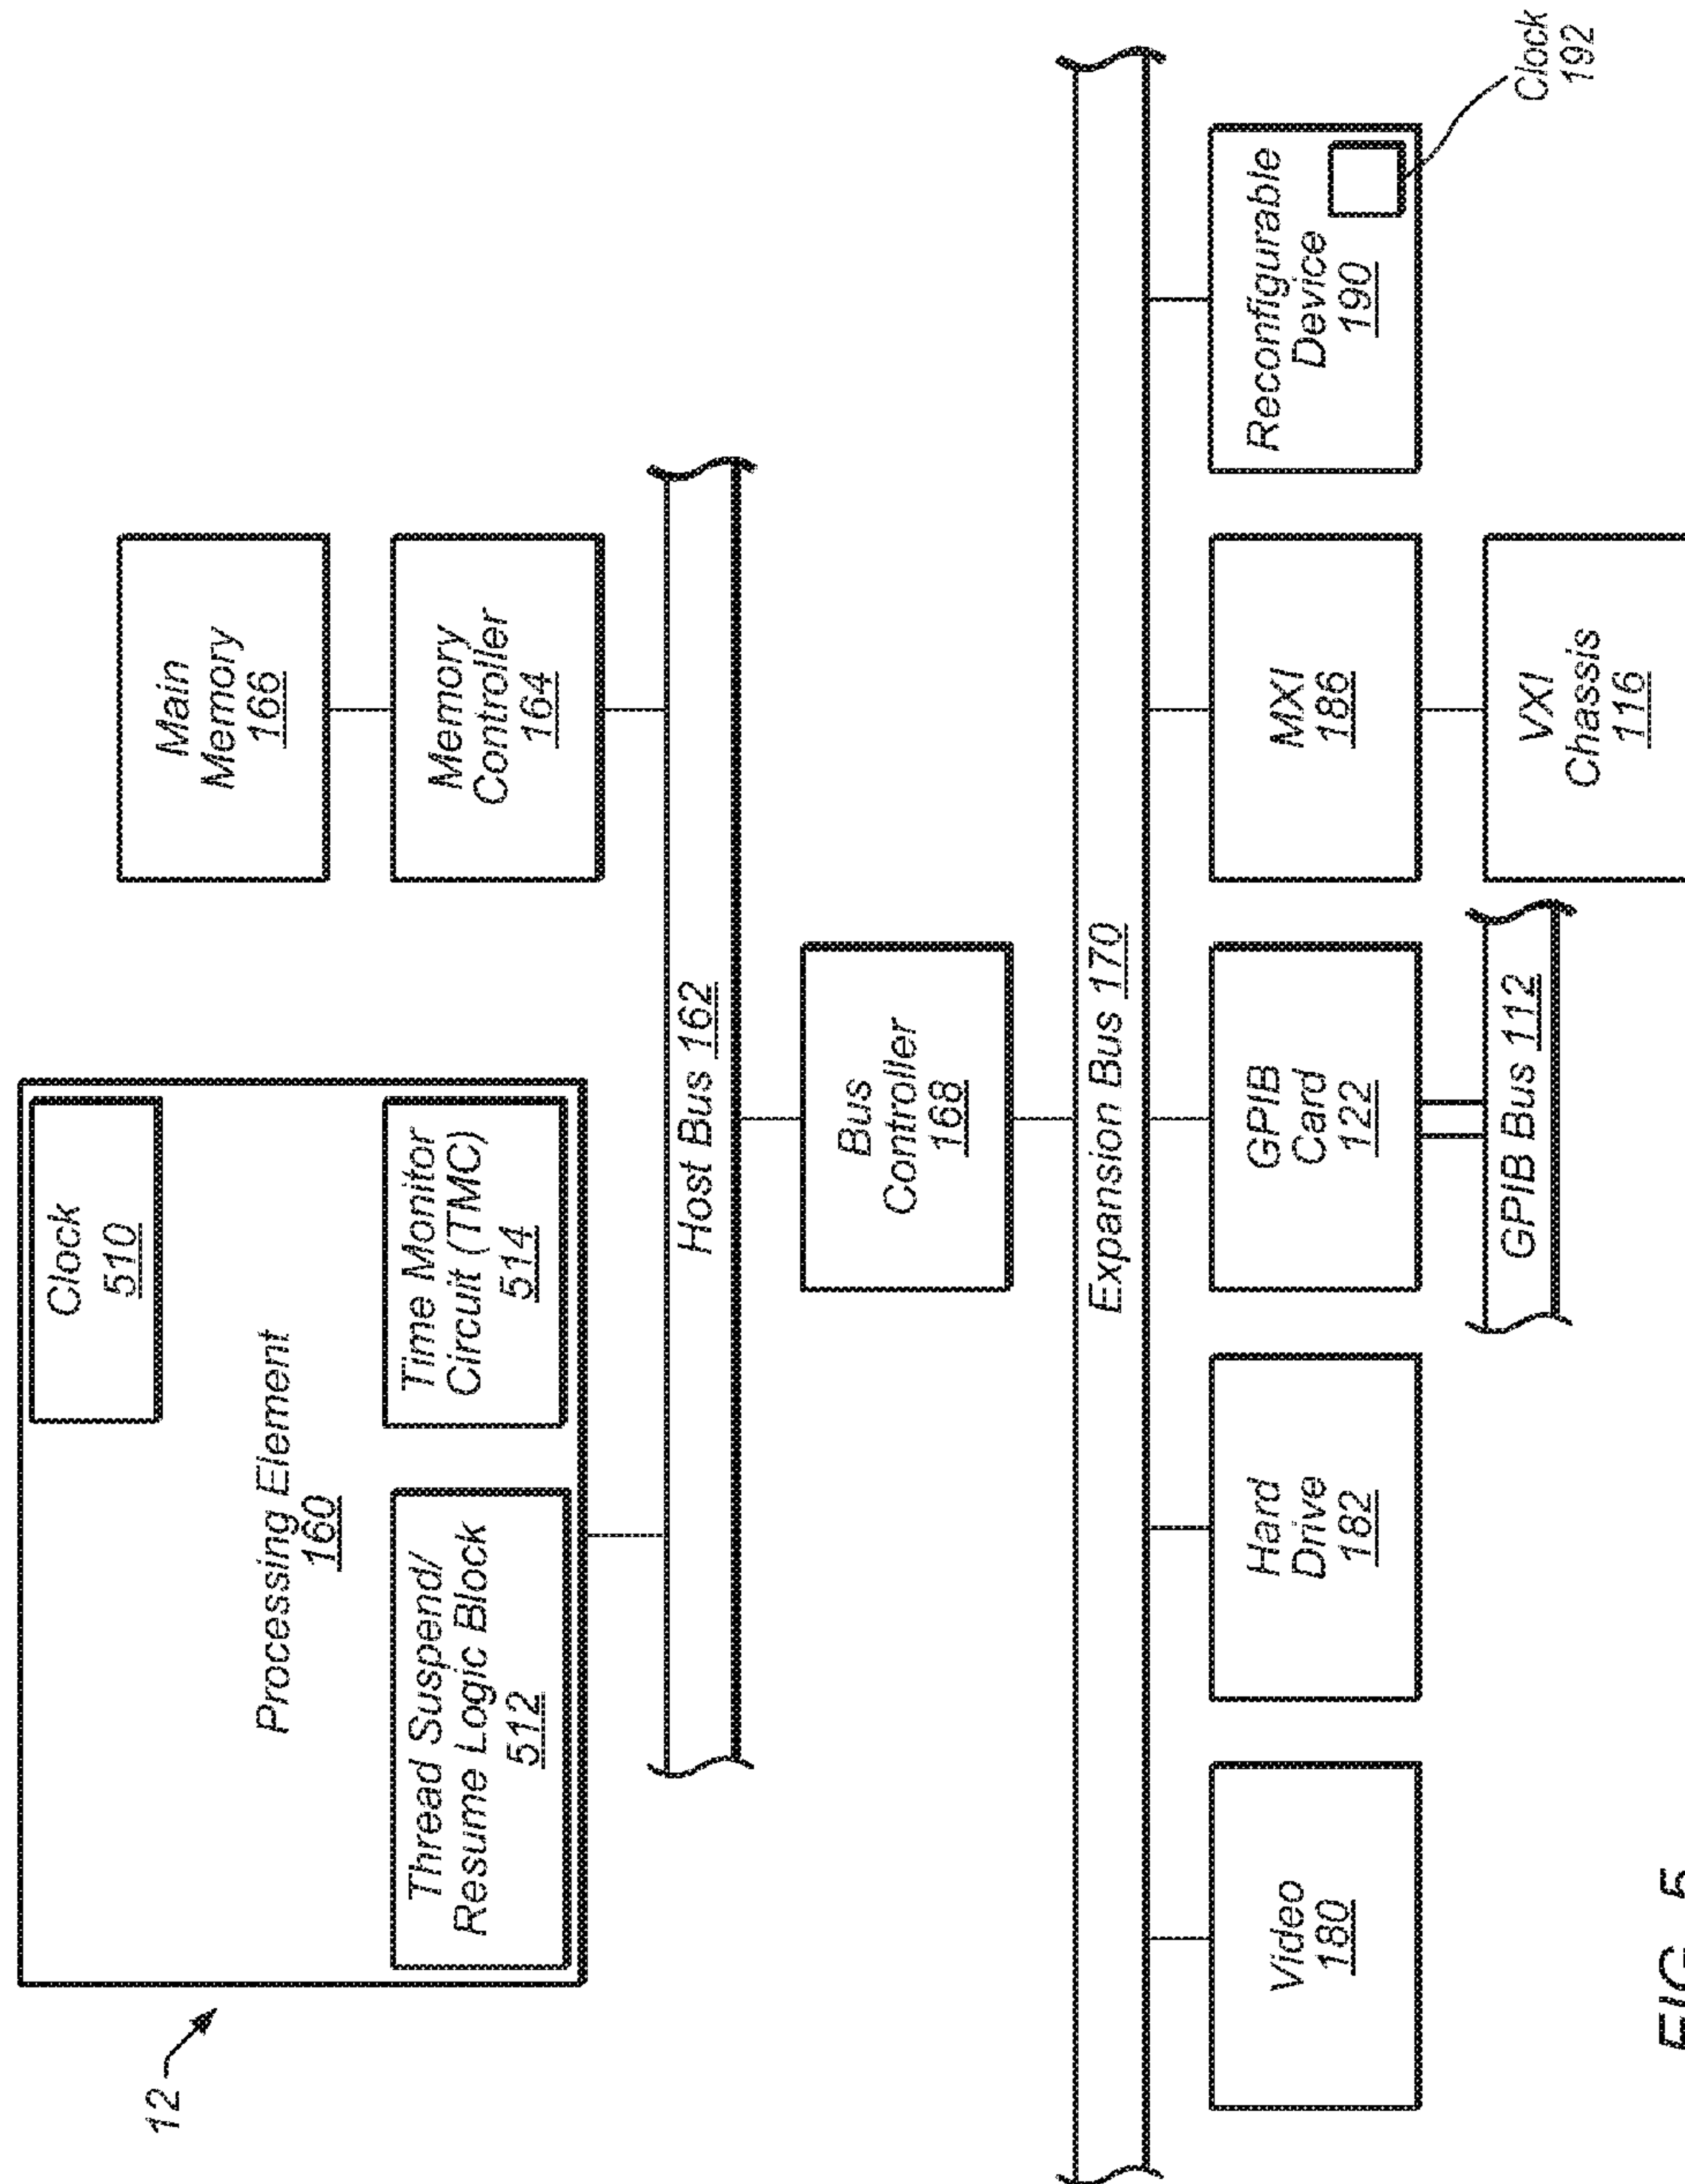 12
Clock
510
Processing Element
160
Thread Suspend/
Resume Logic Block
512
Time Monitor
Circuit (TMC)
514
Main
Memory
166
Memory
Controller
164
Host Bus 162
Bus
Controller
168
Expansion Bus 170
Video
180
Hard
Drive
182
GPIB
Card
122
MXI
186
Reconfigurable
Device
190
Clock
192
GPIB Bus 112
VXI
Chassis
116
FIG. 5